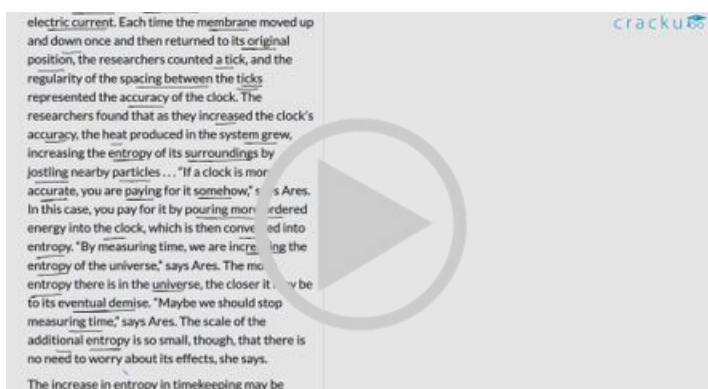 electric current. Each time the membrane moved up
cracku
and down once and then returned to its original
position, the researchers counted a tick, and the
regularity of the spacing between the ticks
represented the accuracy of the clock. The
researchers found that as they increased the clock's
accuracy, the heat produced in the system grew,
increasing the entropy of its surroundings by
jostling nearby particles... "If a clock is more
accurate, you are paying for it somehow," says Ares.
In this case, you pay for it by pouring more ordered
energy into the clock, which is then converted into
entropy. "By measuring time, we are increasing the
entropy of the universe," says Ares. The more
entropy there is in the universe, the closer it may be
to its eventual demise. "Maybe we should stop
measuring time," says Ares. The scale of the
additional entropy is so small, though, that there is
no need to worry about its effects, she says.
The increase in entropy in timekeeping may be